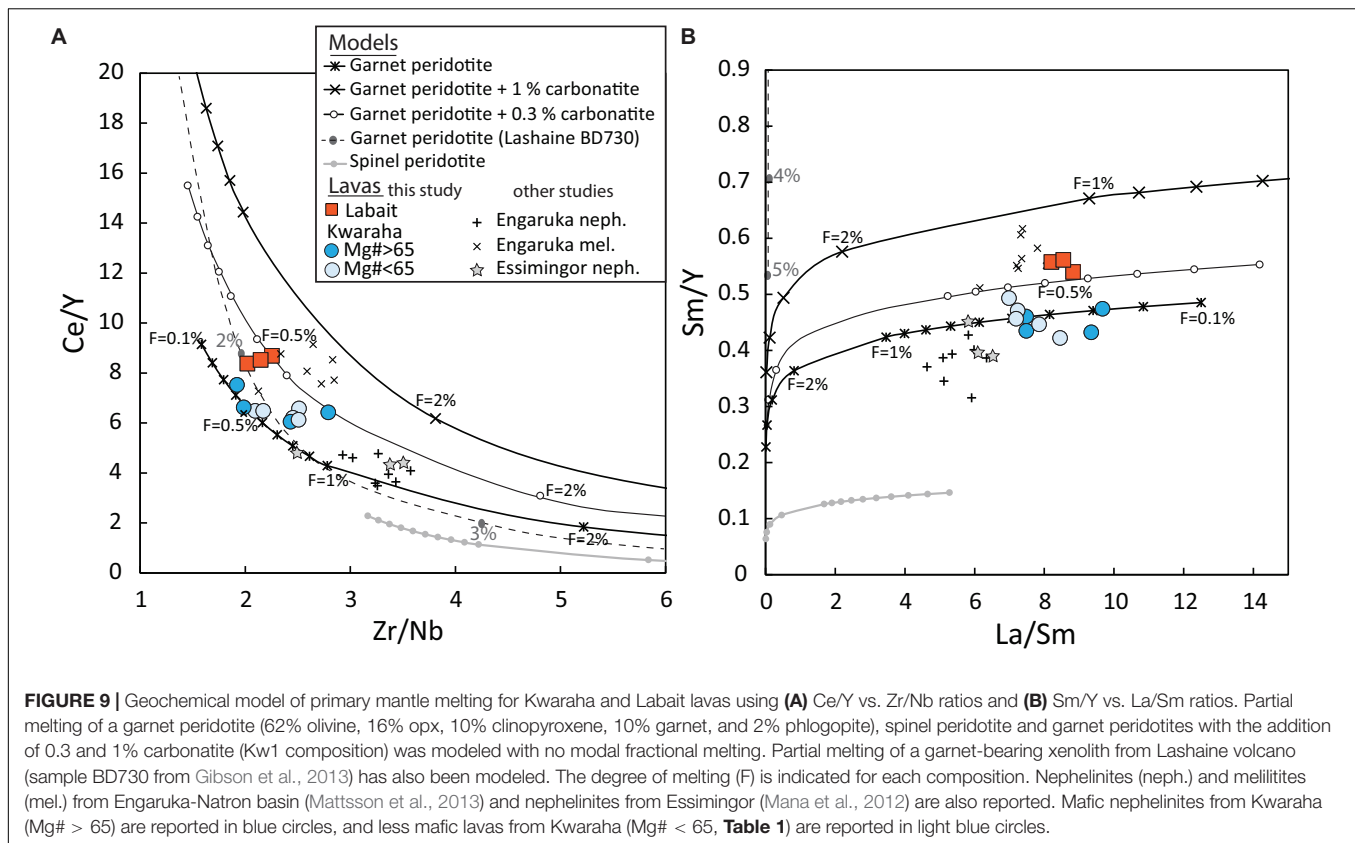 A
Models
Garnet peridotite
Garnet peridotite + 1 % carbonatite
Garnet peridotite + 0.3 % carbonatite
Garnet peridotite (Lashaine BD730)
Spinel peridotite
Lavas this study
other studies
Labait
Kwaraha
Mg#>65
Mg#<65
Engaruka neph.
Engaruka mel.
Essimingor neph.
Ce/Y
20
18
16
14
12
10
8
6
4
2
0
F=0.1%
2%
F=0.5%
F=2%
F=0.5%
F=1%
F=2%
3%
F=2%
1
2
3
4
5
6
Zr/Nb
B
Sm/Y
0.9
0.8
0.7
0.6
0.5
0.4
0.3
0.2
0.1
0
4%
5%
F=1%
F=2%
F=0.5%
F=1%
F=0.1%
F=2%
0
2
4
6
8
10
12
14
La/Sm
FIGURE 9 | Geochemical model of primary mantle melting for Kwaraha and Labait lavas using (A) Ce/Y vs. Zr/Nb ratios and (B) Sm/Y vs. La/Sm ratios. Partial
melting of a garnet peridotite (62% olivine, 16% opx, 10% clinopyroxene, 10% garnet, and 2% phlogopite), spinel peridotite and garnet peridotites with the addition
of 0.3 and 1% carbonatite (Kw1 composition) was modeled with no modal fractional melting. Partial melting of a garnet-bearing xenolith from Lashaine volcano
(sample BD730 from Gibson et al., 2013) has also been modeled. The degree of melting (F) is indicated for each composition. Nephelinites (neph.) and melilitites
(mel.) from Engaruka-Natron basin (Mattsson et al., 2013) and nephelinites from Essimingor (Mana et al., 2012) are also reported. Mafic nephelinites from Kwaraha
(Mg# > 65) are reported in blue circles, and less mafic lavas from Kwaraha (Mg# < 65, Table 1) are reported in light blue circles.